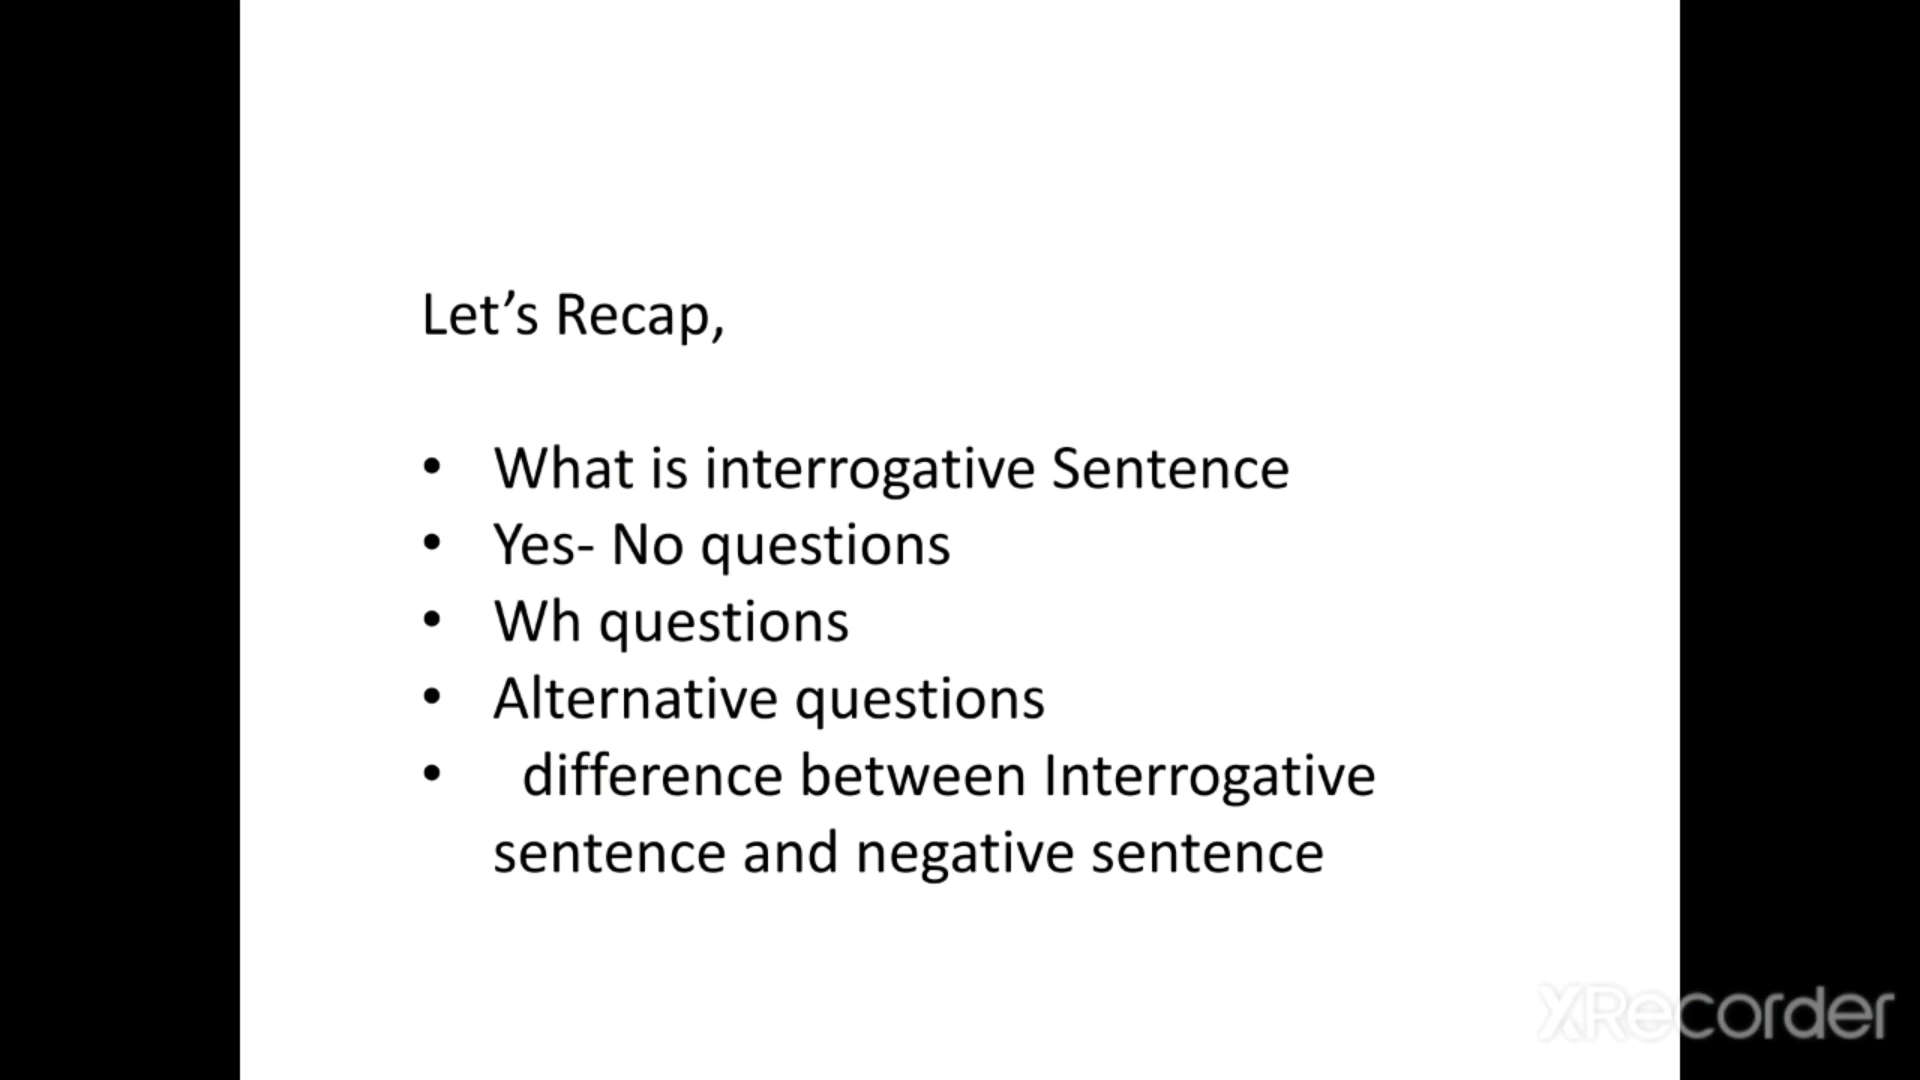 Let’s Recap,
• What is interrogative Sentence
• Yes- No questions
• Wh questions
• Alternative questions
• difference between Interrogative
sentence and negative sentence
XRecorder